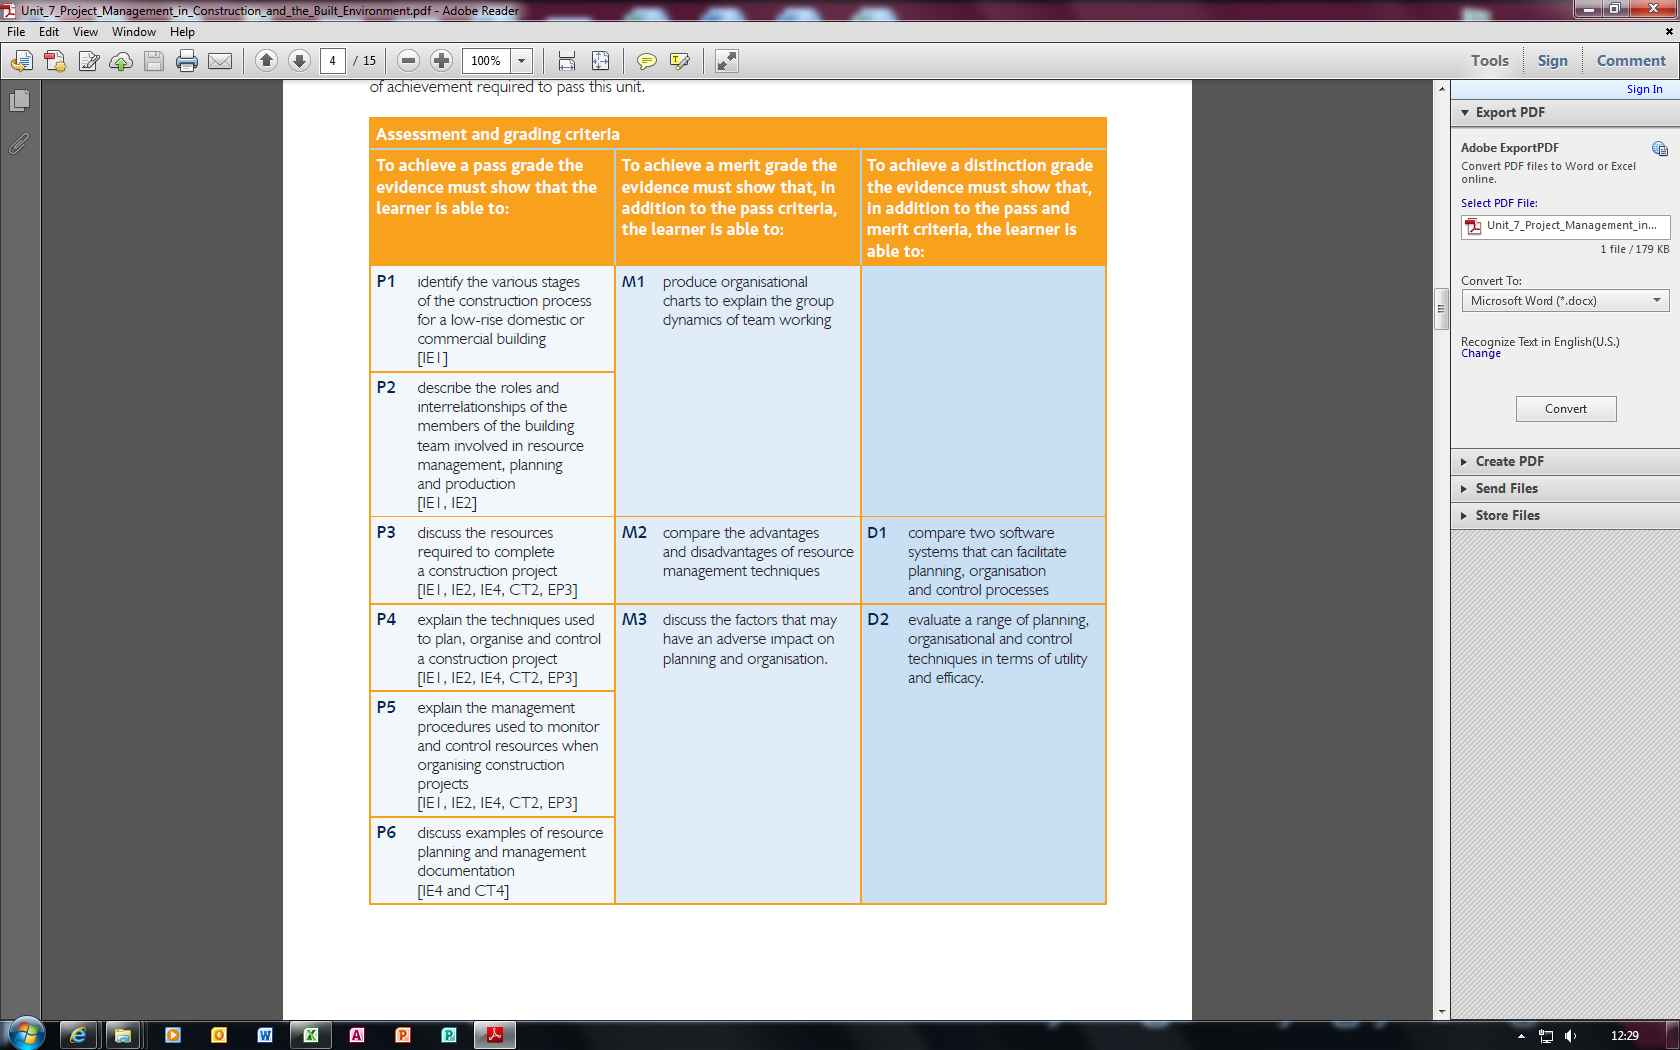 Unit_7_Project_Management_in_Construction_and_the_Built_Environment.pdf - Adobe Reader
File Edit View Window Help
4 / 15 100% Tools Sign Comment
Sign In
of achievement required to pass this unit.
Assessment and grading criteria
To achieve a pass grade the
evidence must show that the
learner is able to:
To achieve a merit grade the
evidence must show that, in
addition to the pass criteria,
the learner is able to:
To achieve a distinction grade
the evidence must show that,
in addition to the pass and
merit criteria, the learner is
able to:
P1 identify the various stages
of the construction process
for a low-rise domestic or
commercial building
[IE1]
M1 produce organisational
charts to explain the group
dynamics of team working
P2 describe the roles and
interrelationships of the
members of the building
team involved in resource
management, planning
and production
[IE1, IE2]
P3 discuss the resources
required to complete
a construction project
[IE1, IE2, IE4, CT2, EP3]
M2 compare the advantages
and disadvantages of resource
management techniques
D1 compare two software
systems that can facilitate
planning, organisation
and control processes
P4 explain the techniques used
to plan, organise and control
a construction project
[IE1, IE2, IE4, CT2, EP3]
M3 discuss the factors that may
have an adverse impact on
planning and organisation.
D2 evaluate a range of planning,
organisational and control
techniques in terms of utility
and efficacy.
P5 explain the management
procedures used to monitor
and control resources when
organising construction
projects
[IE1, IE2, IE4, CT2, EP3]
P6 discuss examples of resource
planning and management
documentation
[IE4 and CT4]
Export PDF
Adobe ExportPDF
Convert PDF files to Word or Excel
online.
Select PDF File:
Unit_7_Project_Management_in...
1 file / 179 KB
Convert To:
Microsoft Word (*.docx)
Recognize Text in English(U.S.)
Change
Convert
Create PDF
Send Files
Store Files
12:29